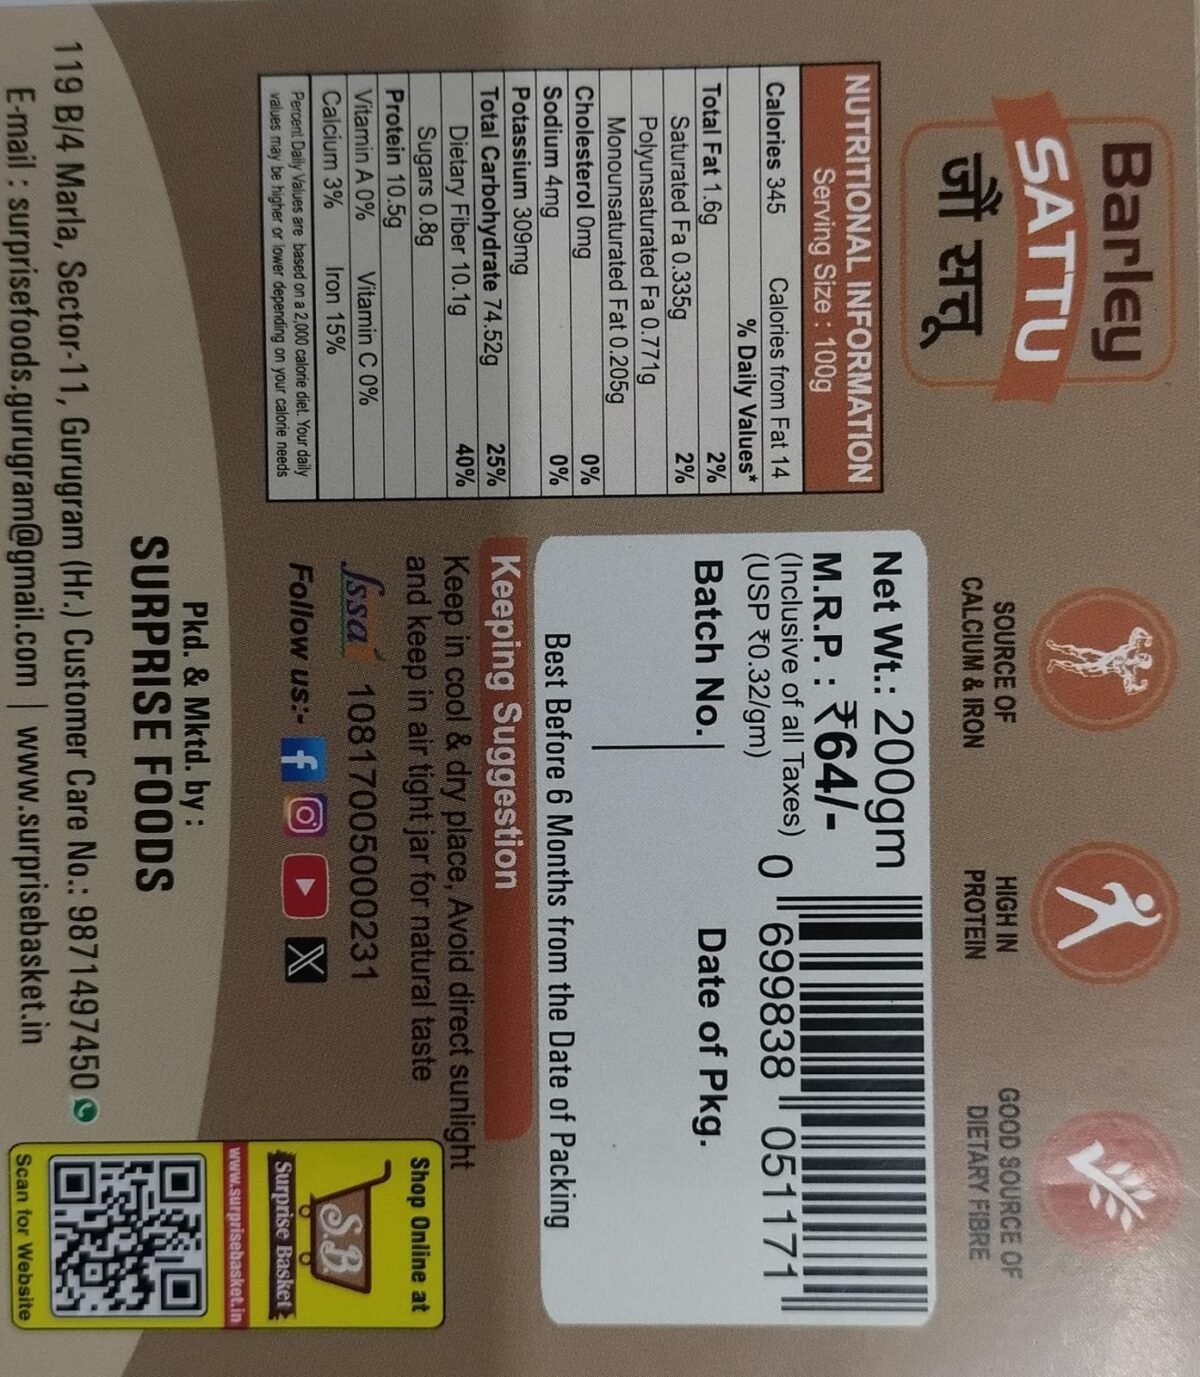 Barley
SATTU
जौ सत्तू
SOURCE OF
CALCIUM & IRON
HIGH IN
PROTEIN
GOOD SOURCE OF
DIETARY FIBRE
NUTRITIONAL INFORMATION
Serving Size : 100g
Calories 345 Calories from Fat 14
% Daily Values*
Total Fat 1.6g 2%
Saturated Fa 0.335g 2%
Polyunsaturated Fa 0.771g
Monounsaturated Fat 0.205g
Cholesterol 0mg 0%
Sodium 4mg 0%
Potassium 309mg
Total Carbohydrate 74.52g 25%
Dietary Fiber 10.1g 40%
Sugars 0.8g
Protein 10.5g
Vitamin A 0% Vitamin C 0%
Calcium 3% Iron 15%
Percent Daily Values are based on a 2,000 calorie diet. Your daily
values may be higher or lower depending on your calorie needs
Net Wt.: 200gm
M.R.P. : ₹64/-
(Inclusive of all Taxes)
(USP ₹0.32/gm)
0 699838 051171
Batch No.
Date of Pkg.
Best Before 6 Months from the Date of Packing
Keeping Suggestion
Keep in cool & dry place, Avoid direct sunlight
and keep in air tight jar for natural taste
fssai 10817005000231
Follow us:-
Pkd. & Mktd. by :
SURPRISE FOODS
119 B/4 Marla, Sector-11, Gurugram (Hr.) Customer Care No.: 9871497450
E-mail : surprisefoods.gurugram@gmail.com | www.surprisebasket.in
Shop Online at
S.B.
Surprise Basket
www.surprisebasket.in
Scan for Website